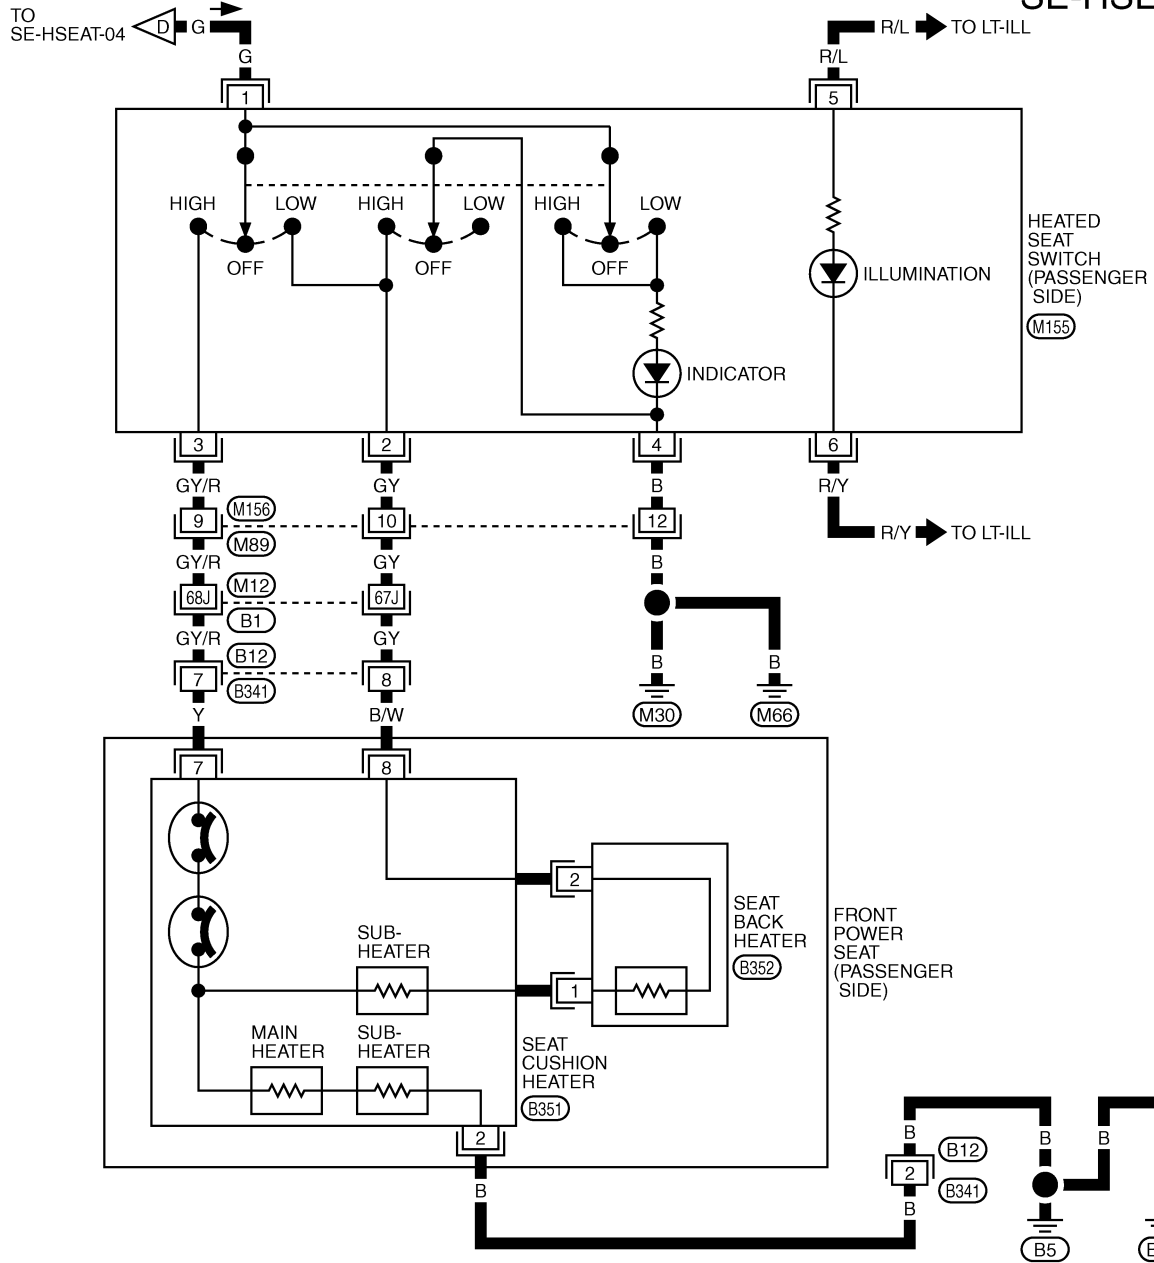 SE-HSE
TO
SE-HSEAT-04
D
G
G
1
R/L
TO LT-ILL
R/L
5
HIGH
LOW
HIGH
LOW
HIGH
LOW
OFF
OFF
OFF
ILLUMINATION
INDICATOR
HEATED
SEAT
SWITCH
(PASSENGER
SIDE)
M155
3
2
4
6
GY/R
GY
B
R/Y
M156
9
10
12
M89
R/Y
TO LT-ILL
GY/R
GY
B
M12
68J
67J
B1
GY/R
GY
B12
B
B
7
8
B341
Y
B/W
M30
M66
7
8
2
SEAT
BACK
HEATER
B352
FRONT
POWER
SEAT
(PASSENGER
SIDE)
SUB-
HEATER
1
MAIN
HEATER
SUB-
HEATER
SEAT
CUSHION
HEATER
B351
2
B
B
B12
2
B341
B
B
B
B5